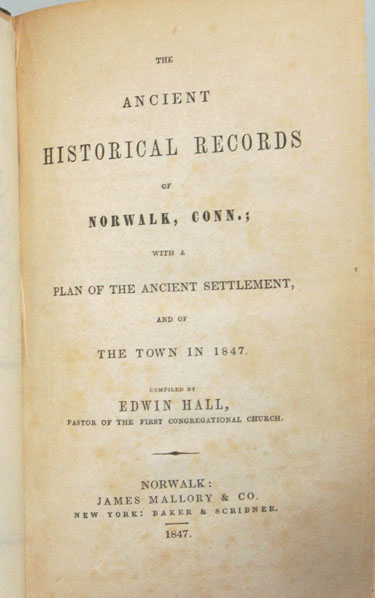 THE
ANCIENT
HISTORICAL RECORDS
OF
NORWALK, CONN.;
WITH A
PLAN OF THE ANCIENT SETTLEMENT,
AND OF
THE TOWN IN 1847.
COMPILED BY
EDWIN HALL,
PASTOR OF THE FIRST CONGREGATIONAL CHURCH.
NORWALK:
JAMES MALLORY & CO.
NEW YORK: BAKER & SCRIBNER.
1847.